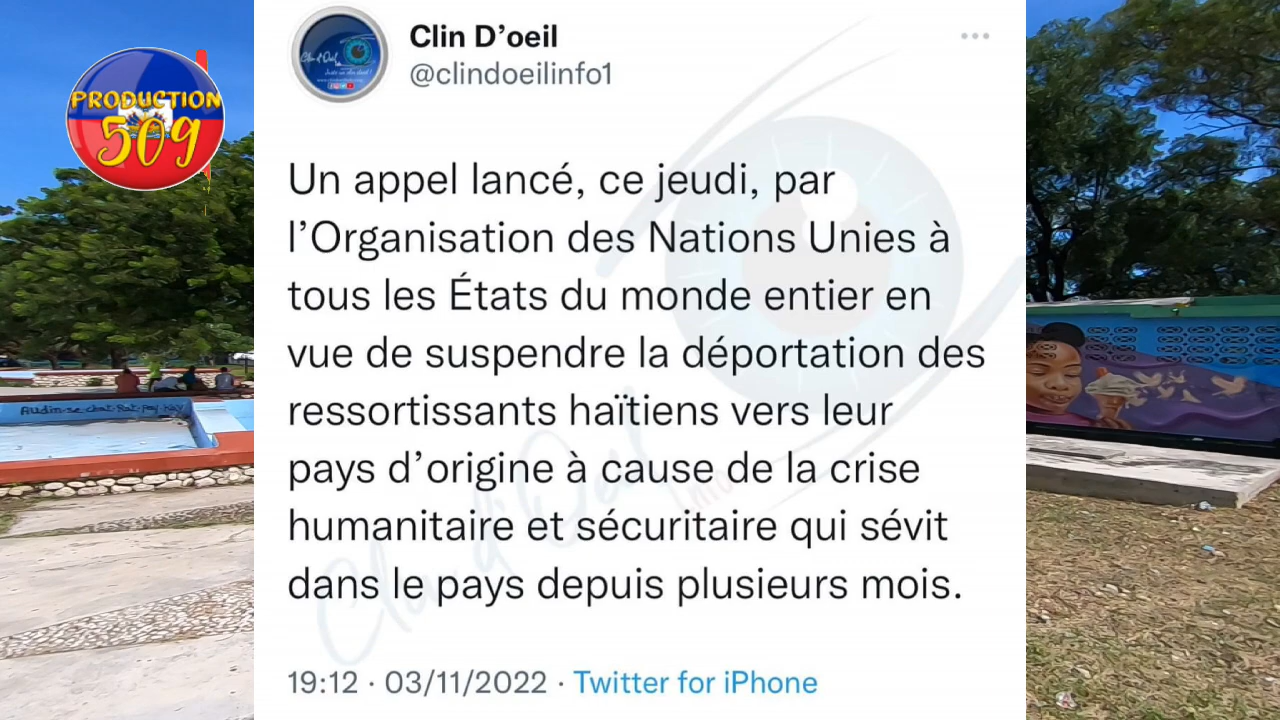 PRODUCTION
509
Clin D’oeil
@clindoeilinfo1
Un appel lancé, ce jeudi, par
l’Organisation des Nations Unies à
tous les États du monde entier en
vue de suspendre la déportation des
ressortissants haïtiens vers leur
pays d’origine à cause de la crise
humanitaire et sécuritaire qui sévit
dans le pays depuis plusieurs mois.
19:12 · 03/11/2022 · Twitter for iPhone
Clin d'Oeil